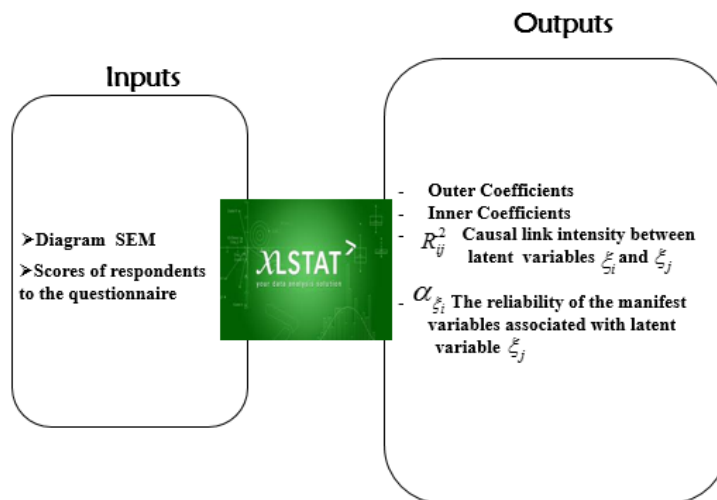 Outputs
Inputs
➤Diagram SEM
➤Scores of respondents
to the questionnaire
XLSTAT
your data analysis solution
- Outer Coefficients
- Inner Coefficients
- R²ᵢⱼ Causal link intensity between
latent variables ξᵢ and ξⱼ
- α_ξᵢ The reliability of the manifest
variables associated with latent
variable ξⱼ